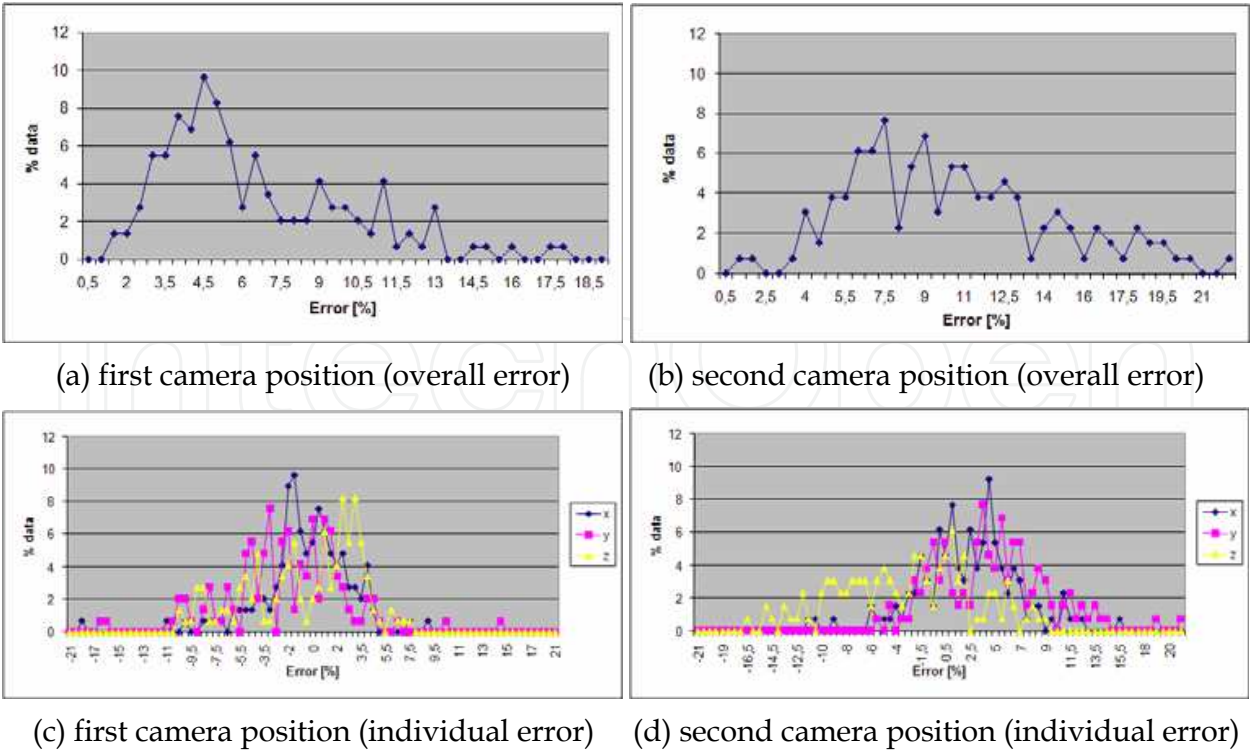 12
10
8
6
4
2
0
% data
0,5 2 3,5 4,5 6 7,5 9 10,5 11,5 13 14,5 16 17,5 18,5
Error [%]
12
10
8
6
4
2
0
% data
0,5 2,5 4 5,5 7,5 9 11 12,5 14 16 17,5 19,5 21
Error [%]
(a) first camera position (overall error)
(b) second camera position (overall error)
IntechOpen
12
10
8
6
4
2
0
% data
-21 -17 -15 -13 -11 -9,5 -7,5 -5,5 -3,5 -2 0 2 3,5 5,5 7,5 9,5 11 13 15 17 21
Error [%]
x
y
z
12
10
8
6
4
2
0
% data
-21 -19 -16,5 -14,5 -12,5 -10 -8 -6 -4 -1,5 -0,5 2,5 5 7 9 11,5 13,5 15,5 18 20
Error [%]
x
y
z
(c) first camera position (individual error)
(d) second camera position (individual error)